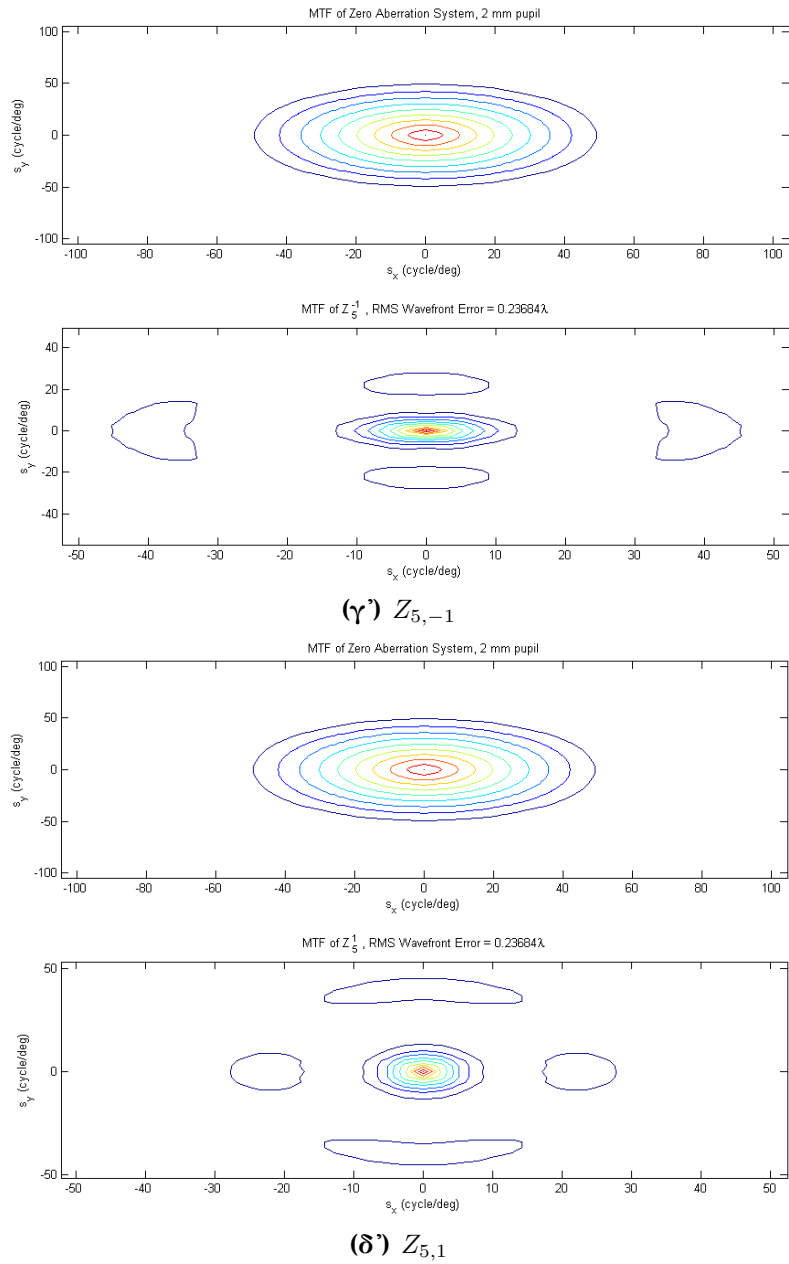 MTF of Zero Aberration System, 2 mm pupil
100
50
0
-50
-100
s_y (cycle/deg)
-100 -80 -60 -40 -20 0 20 40 60 80 100
s_x (cycle/deg)
MTF of Z_5^-1 , RMS Wavefront Error = 0.23684λ
40
20
0
-20
-40
s_y (cycle/deg)
-50 -40 -30 -20 -10 0 10 20 30 40 50
s_x (cycle/deg)
(γ') Z_{5,−1}
MTF of Zero Aberration System, 2 mm pupil
100
50
0
-50
-100
s_y (cycle/deg)
-100 -80 -60 -40 -20 0 20 40 60 80 100
s_x (cycle/deg)
MTF of Z_5^1 , RMS Wavefront Error = 0.23684λ
50
0
-50
s_y (cycle/deg)
-50 -40 -30 -20 -10 0 10 20 30 40 50
s_x (cycle/deg)
(δ') Z_{5,1}